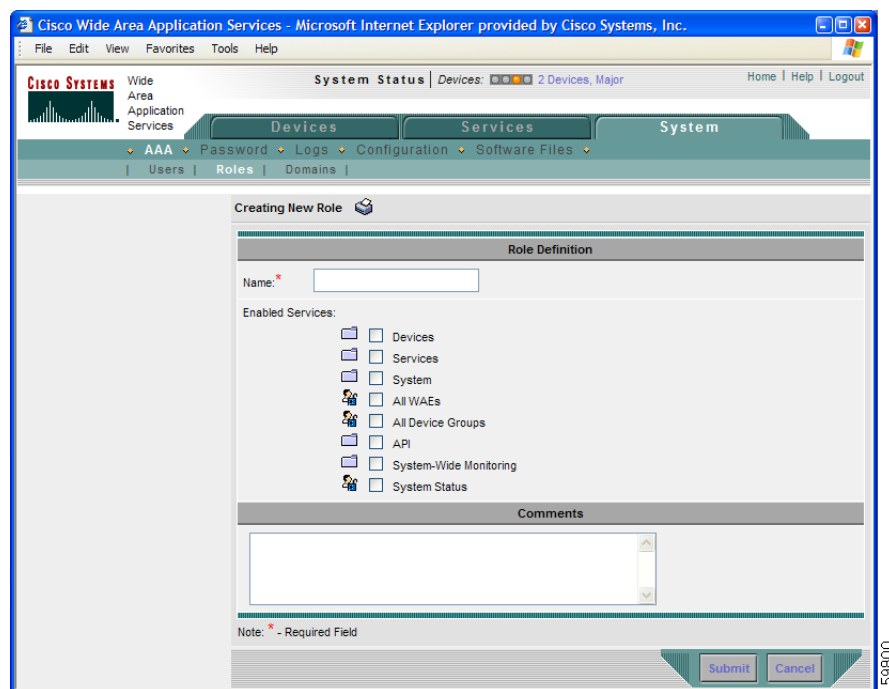 Cisco Wide Area Application Services - Microsoft Internet Explorer provided by Cisco Systems, Inc.
File Edit View Favorites Tools Help
CISCO SYSTEMS
Wide
Area
Application
Services
System Status | Devices: 2 Devices, Major
Home | Help | Logout
Devices Services System
AAA Password Logs Configuration Software Files
| Users | Roles | Domains |
Creating New Role
Role Definition
Name:*
Enabled Services:
Devices
Services
System
All WAEs
All Device Groups
API
System-Wide Monitoring
System Status
Comments
Note: * - Required Field
Submit Cancel